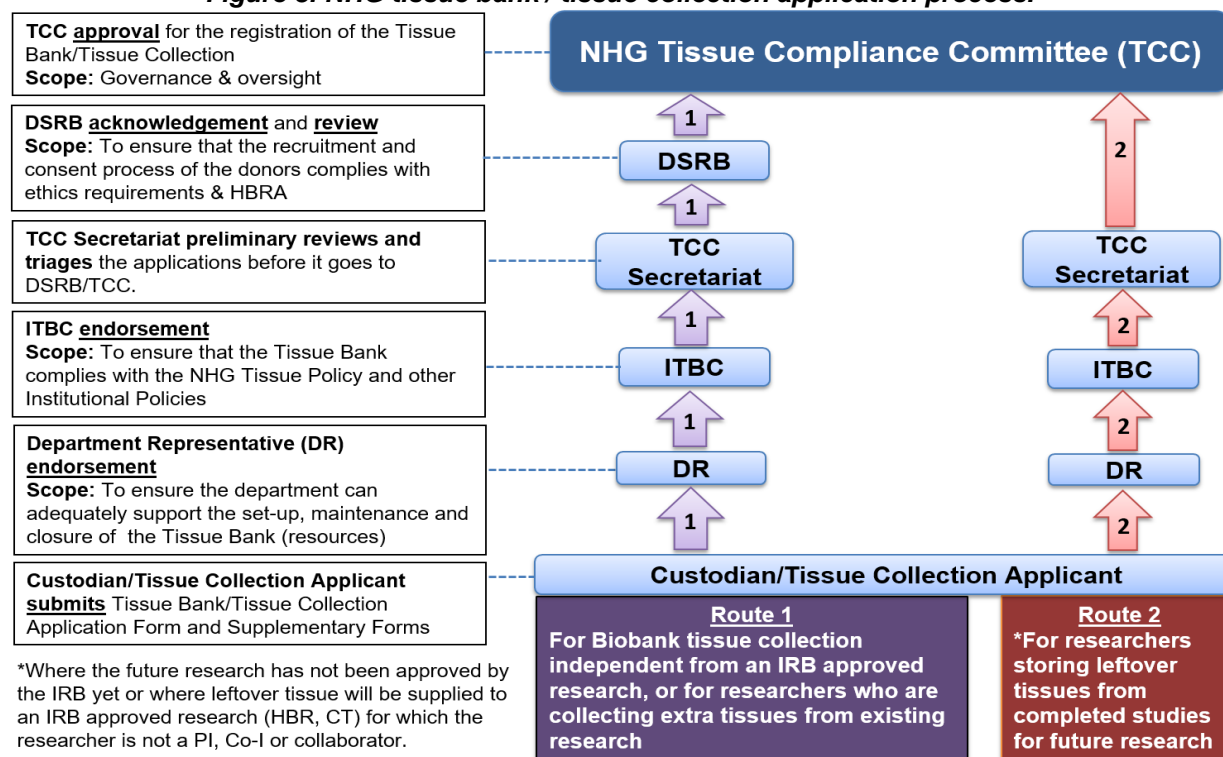 Figure 3: NHG tissue bank / tissue collection application process.
TCC approval for the registration of the Tissue
Bank/Tissue Collection
Scope: Governance & oversight
NHG Tissue Compliance Committee (TCC)
DSRB acknowledgement and review
Scope: To ensure that the recruitment and
consent process of the donors complies with
ethics requirements & HBRA
1
DSRB
1
2
TCC Secretariat preliminary reviews and
triages the applications before it goes to
DSRB/TCC.
TCC
Secretariat
TCC
Secretariat
ITBC endorsement
Scope: To ensure that the Tissue Bank
complies with the NHG Tissue Policy and other
Institutional Policies
1
ITBC
2
ITBC
Department Representative (DR)
endorsement
Scope: To ensure the department can
adequately support the set-up, maintenance and
closure of  the Tissue Bank (resources)
1
DR
1
2
DR
2
Custodian/Tissue Collection Applicant
submits Tissue Bank/Tissue Collection
Application Form and Supplementary Forms
Custodian/Tissue Collection Applicant
Route 1
For Biobank tissue collection
independent from an IRB approved
research, or for researchers who are
collecting extra tissues from existing
research
Route 2
*For researchers
storing leftover
tissues from
completed studies
for future research
*Where the future research has not been approved by
the IRB yet or where leftover tissue will be supplied to
an IRB approved research (HBR, CT) for which the
researcher is not a PI, Co-I or collaborator.